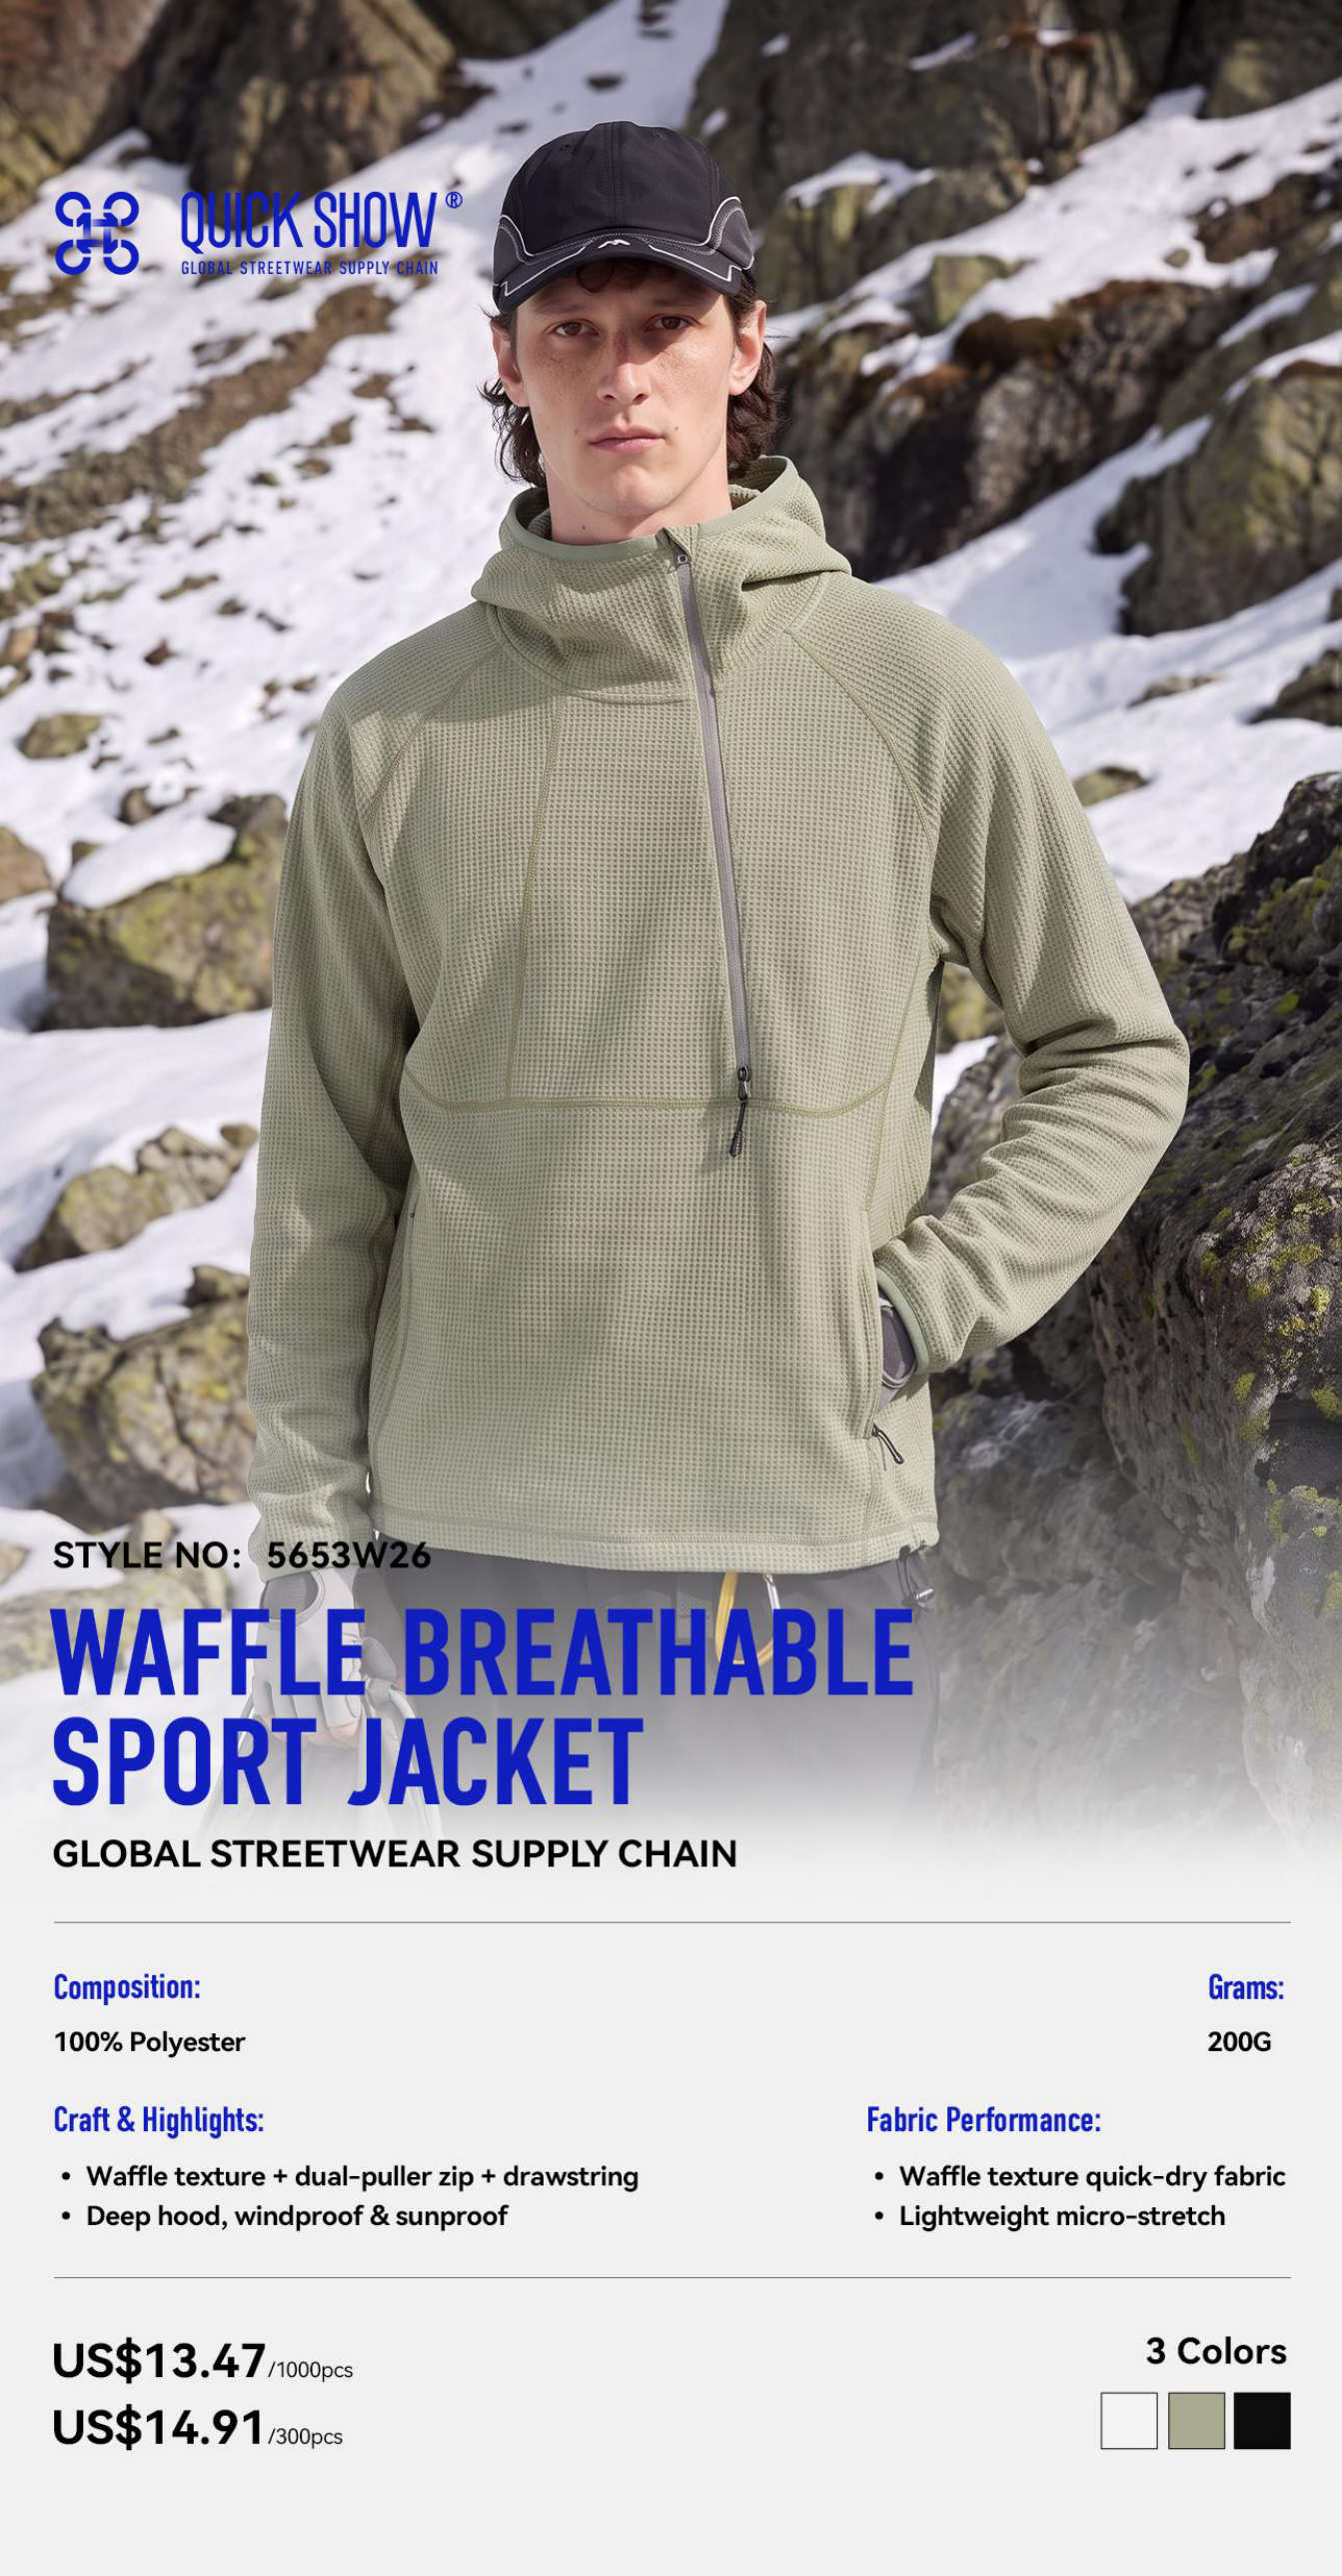 QUICK SHOW®
GLOBAL STREETWEAR SUPPLY CHAIN
STYLE NO: 5653W26
WAFFLE BREATHABLE
SPORT JACKET
GLOBAL STREETWEAR SUPPLY CHAIN
Composition:
100% Polyester
Grams:
200G
Craft & Highlights:
• Waffle texture + dual-puller zip + drawstring
• Deep hood, windproof & sunproof
Fabric Performance:
• Waffle texture quick-dry fabric
• Lightweight micro-stretch
US$13.47/1000pcs
US$14.91/300pcs
3 Colors